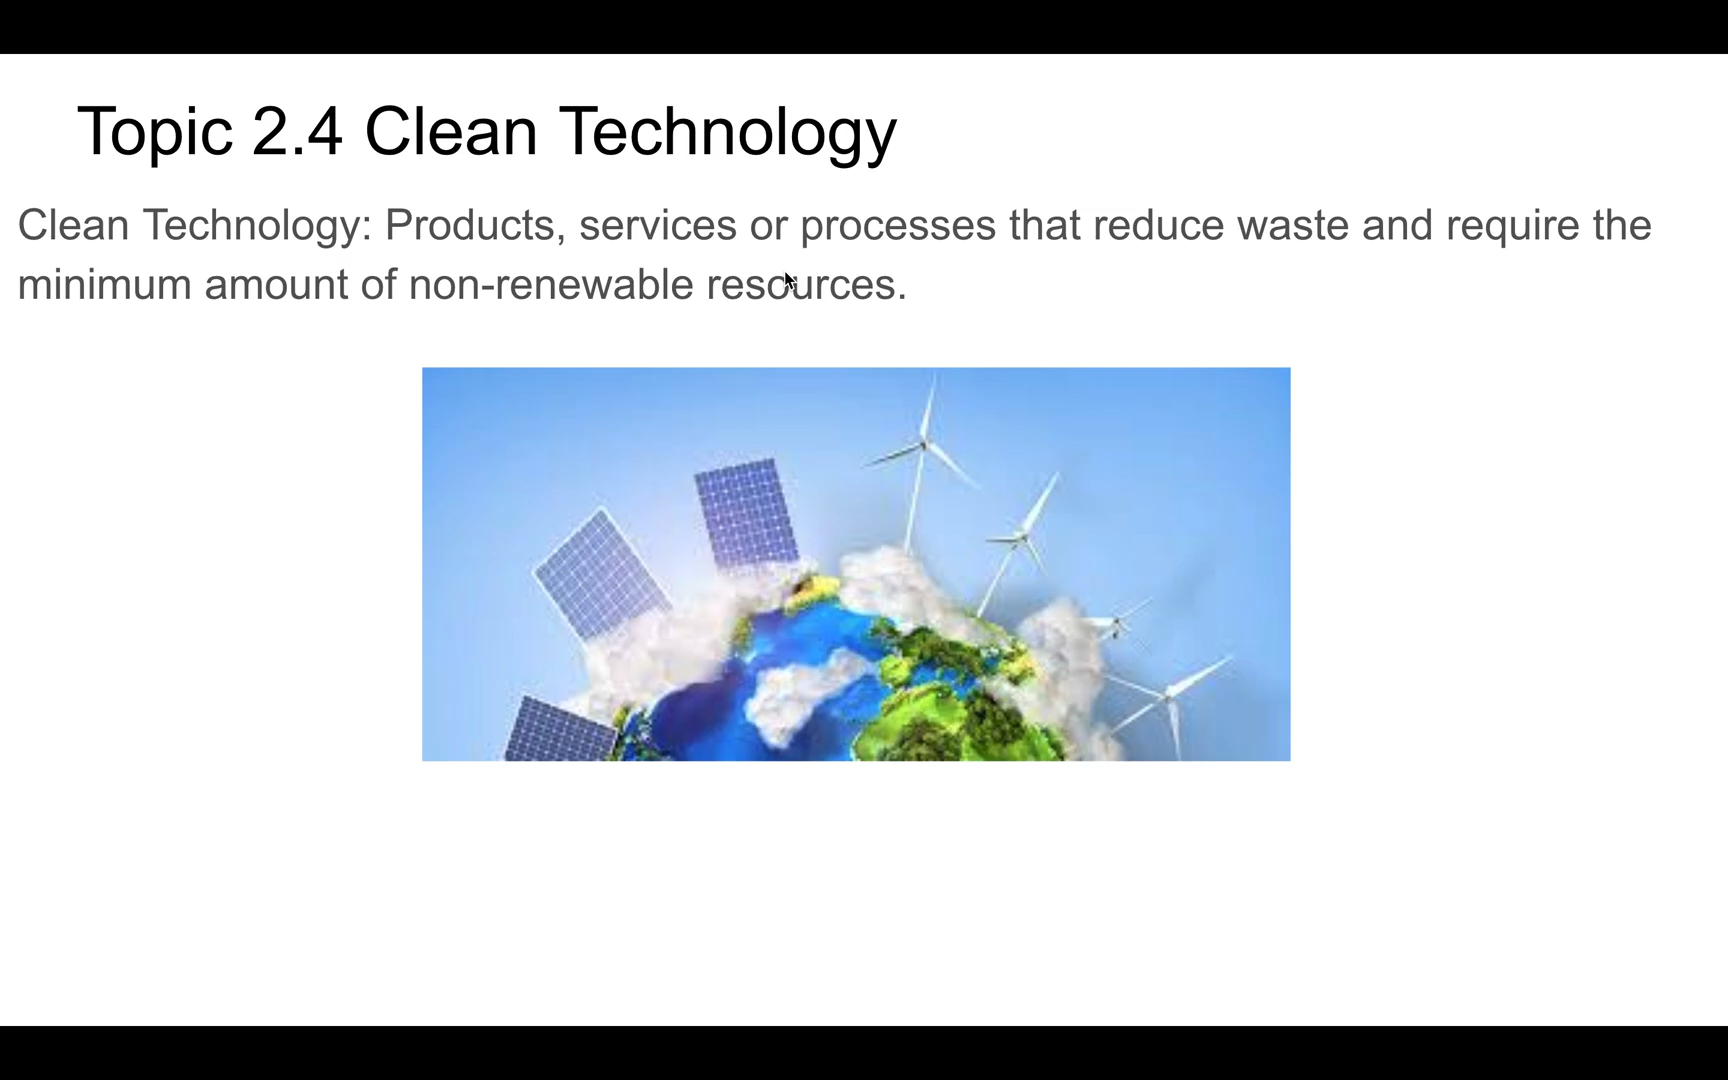 Topic 2.4 Clean Technology
Clean Technology: Products, services or processes that reduce waste and require the
minimum amount of non-renewable resources.